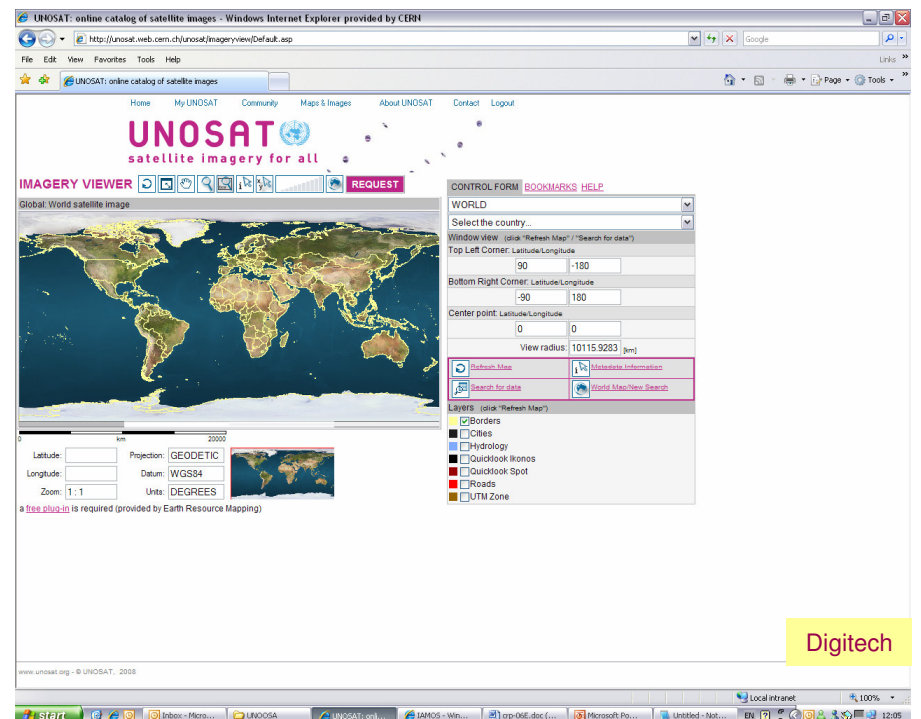 UNOSAT: online catalog of satellite images - Windows Internet Explorer provided by CERN
http://unosat.web.cern.ch/unosat/imageryview/Default.asp
Google
File Edit View Favorites Tools Help
Links
UNOSAT: online catalog of satellite images
Page Tools
Home My UNOSAT Community Maps & Images About UNOSAT Contact Logout
UNOSAT
satellite imagery for all
IMAGERY VIEWER REQUEST
CONTROL FORM BOOKMARKS HELP
Global: World satellite image
WORLD
Select the country...
Window view (click "Refresh Map" / "Search for data")
Top Left Corner: Latitude/Longitude
90 -180
Bottom Right Corner: Latitude/Longitude
-90 180
Center point: Latitude/Longitude
0 0
View radius: 10115.9283 [km]
Refresh Map Metadata Information
Search for data World Map/New Search
Layers (click "Refresh Map")
Borders
Cities
Hydrology
Quicklook Ikonos
Quicklook Spot
Roads
UTM Zone
0 km 20000
Latitude: Projection: GEODETIC
Longitude: Datum: WGS84
Zoom: 1 : 1 Units: DEGREES
a free plug-in is required (provided by Earth Resource Mapping)
Digitech
www.unosat.org - © UNOSAT, 2008
Local intranet 100%
start Inbox - Micro... UNOOSA UNOSAT: onli... IAMOS - Win... crp-06E.doc (... Microsoft Po... Untitled - Not... EN 12:05